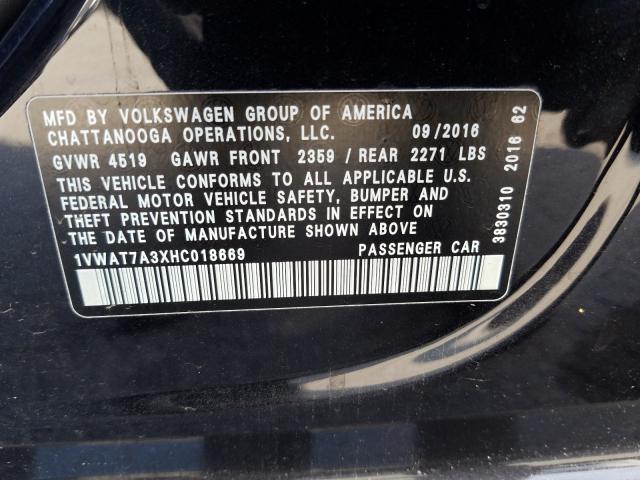 MFD BY VOLKSWAGEN GROUP OF AMERICA
CHATTANOOGA OPERATIONS, LLC. 09/2016
GVWR 4519 GAWR FRONT 2359 / REAR 2271 LBS
THIS VEHICLE CONFORMS TO ALL APPLICABLE U.S.
FEDERAL MOTOR VEHICLE SAFETY, BUMPER AND
THEFT PREVENTION STANDARDS IN EFFECT ON
THE DATE OF MANUFACTURE SHOWN ABOVE
1VWAT7A3XHC018669 PASSENGER CAR
3830310 2016 62